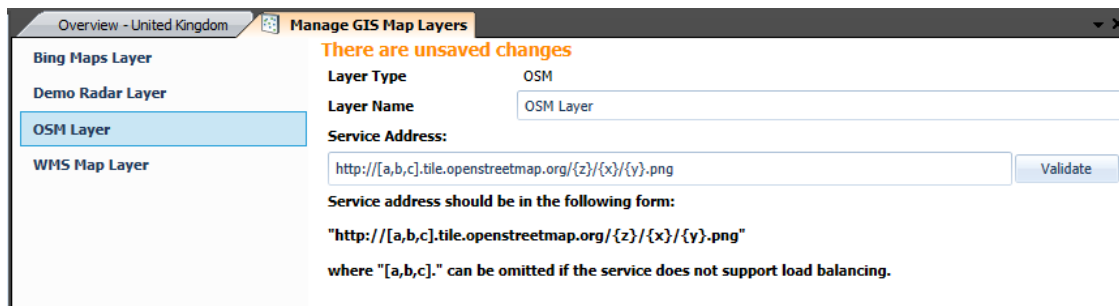 Overview - United Kingdom
Manage GIS Map Layers
Bing Maps Layer
Demo Radar Layer
OSM Layer
WMS Map Layer
There are unsaved changes
Layer Type OSM
Layer Name OSM Layer
Service Address:
http://[a,b,c].tile.openstreetmap.org/{z}/{x}/{y}.png Validate
Service address should be in the following form:
"http://[a,b,c].tile.openstreetmap.org/{z}/{x}/{y}.png"
where "[a,b,c]." can be omitted if the service does not support load balancing.